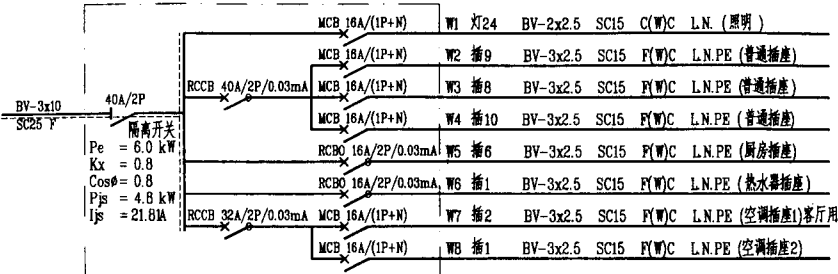 MCB 16A/(1P+N) W1 灯24 BV-2x2.5 SC15 C(W)C L.N. (照明)
MCB 16A/(1P+N) W2 插9 BV-3x2.5 SC15 F(W)C L.N.PE (普通插座)
RCCB 40A/2P/0.03mA MCB 16A/(1P+N) W3 插8 BV-3x2.5 SC15 F(W)C L.N.PE (普通插座)
MCB 16A/(1P+N) W4 插10 BV-3x2.5 SC15 F(W)C L.N.PE (普通插座)
RCBO 16A/2P/0.03mA W5 插6 BV-3x2.5 SC15 F(W)C L.N.PE (厨房插座)
RCBO 16A/2P/0.03mA W6 插1 BV-3x2.5 SC15 F(W)C L.N.PE (热水器插座)
RCCB 32A/2P/0.03mA MCB 16A/(1P+N) W7 插2 BV-3x2.5 SC15 F(W)C L.N.PE (空调插座1)客厅用
MCB 16A/(1P+N) W8 插1 BV-3x2.5 SC15 F(W)C L.N.PE (空调插座2)
BV-3x10
SC25 F
40A/2P
隔离开关
Pe = 6.0 kW
Kx = 0.8
Cosø = 0.8
Pjs = 4.8 kW
Ijs = 21.81A